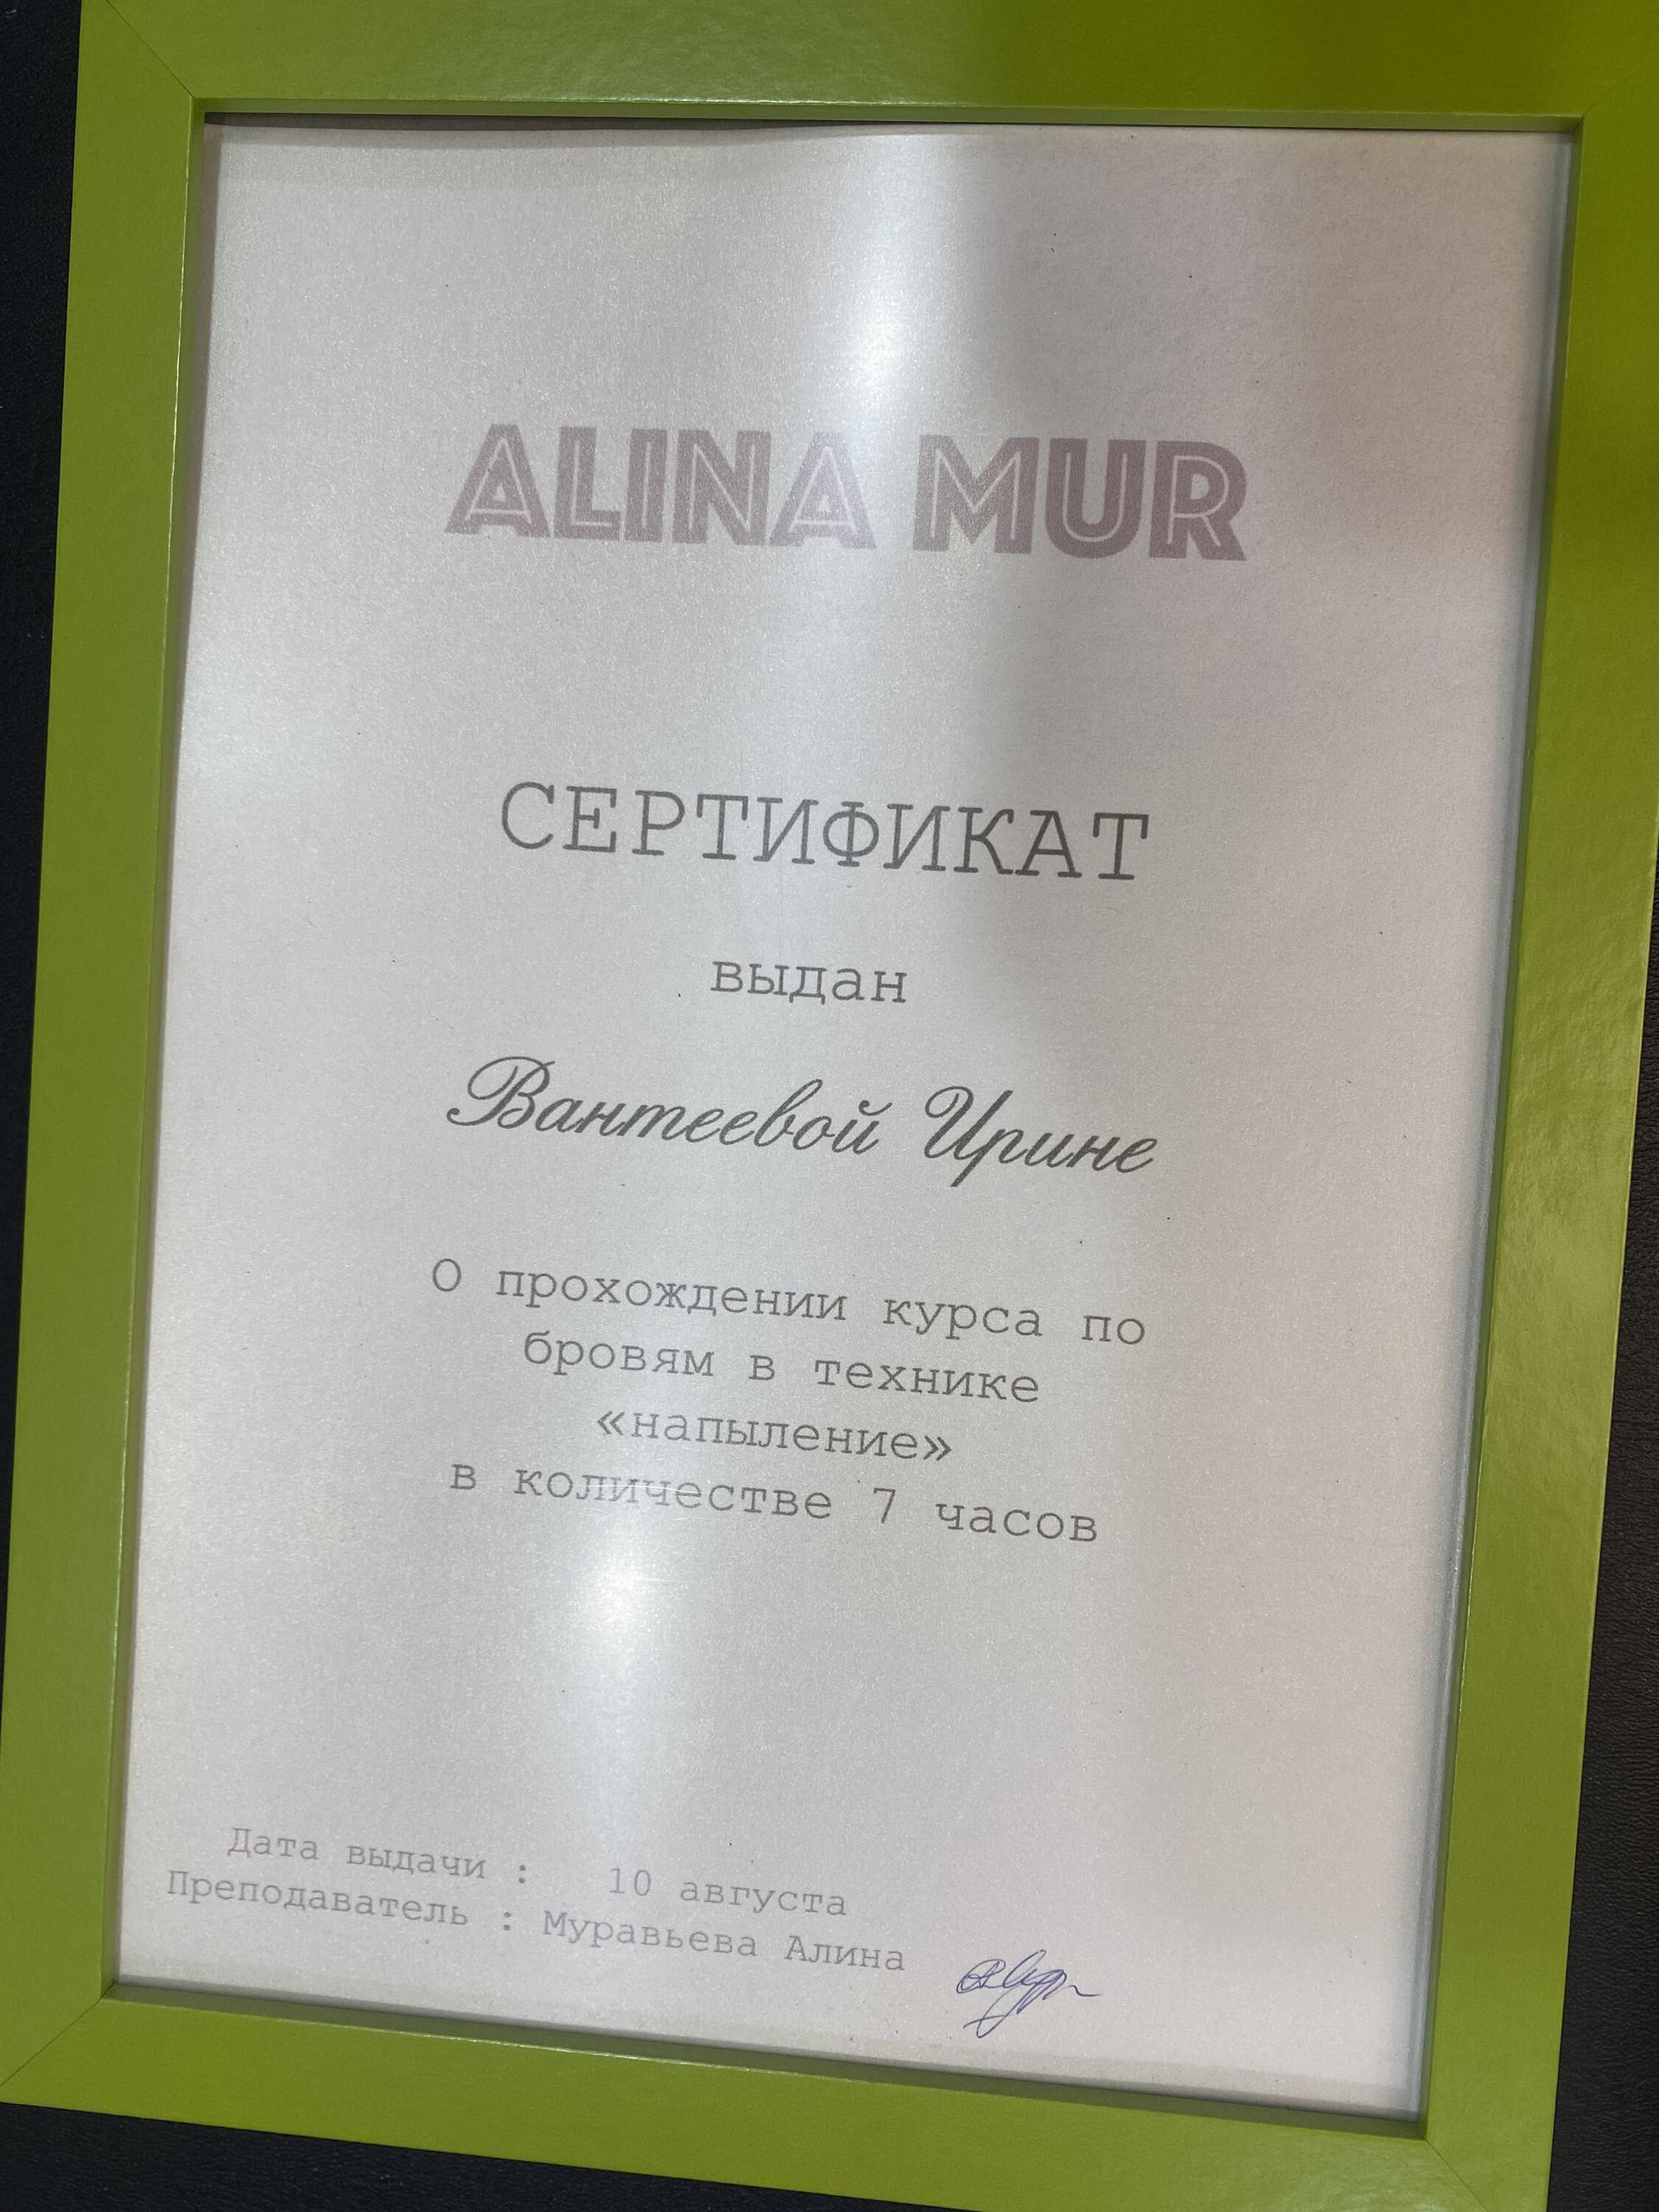 ALINA MUR
СЕРТИФИКАТ
выдан
Вантеевой Ирине
О прохождении курса по
бровям в технике
«напыление»
в количестве 7 часов
Дата выдачи : 10 августа
Преподаватель : Муравьева Алина